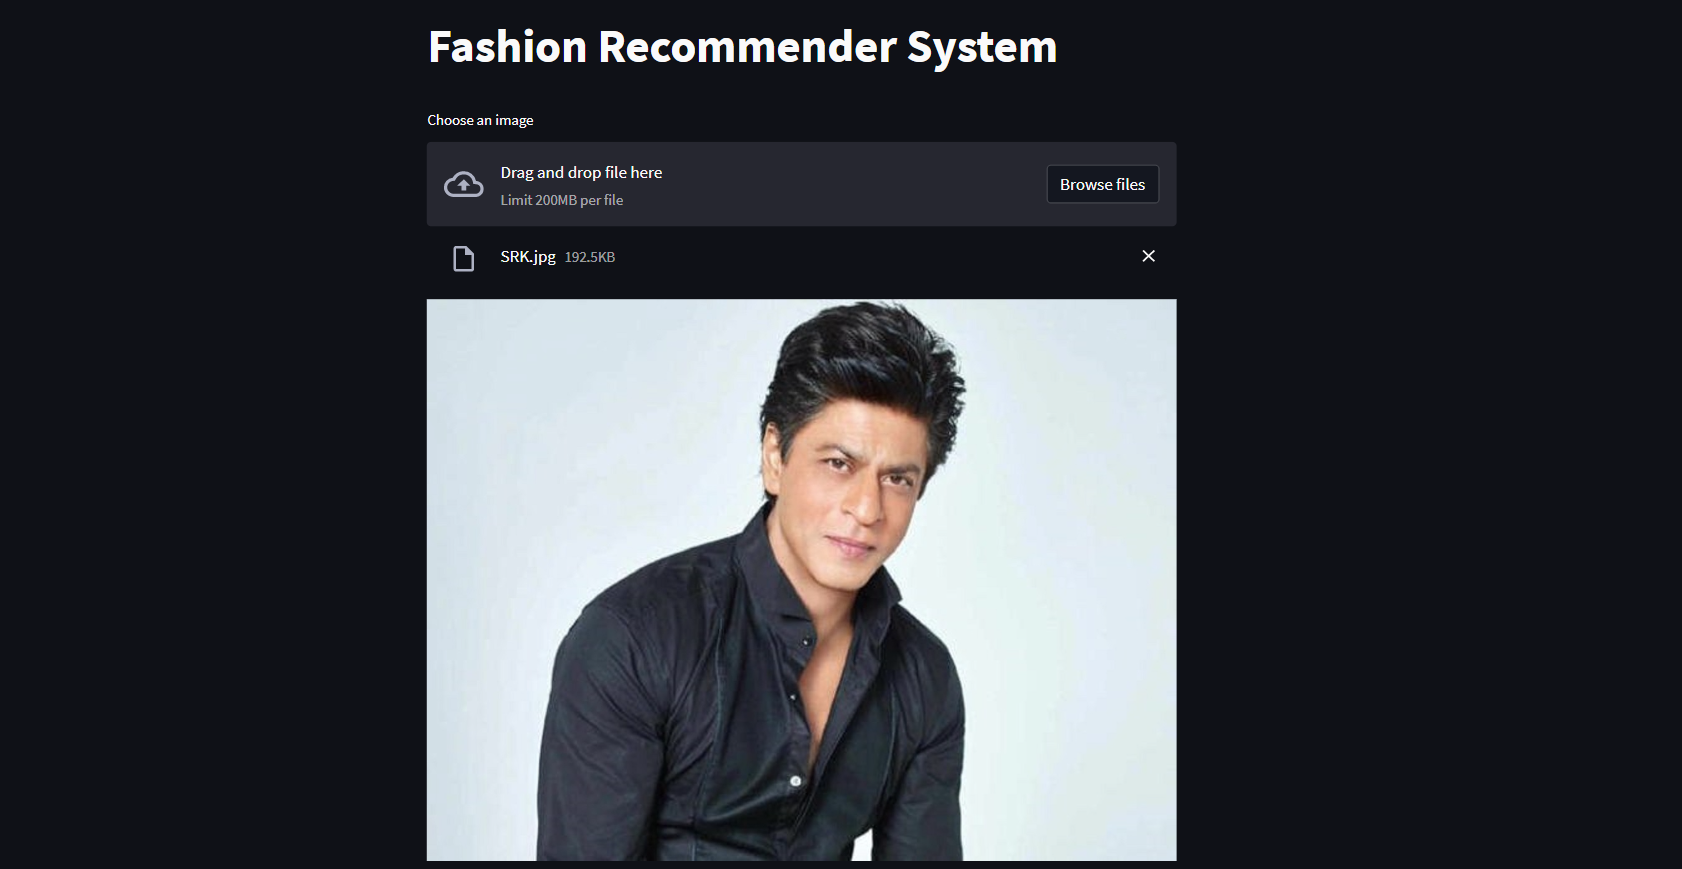 Fashion Recommender System
Choose an image
Drag and drop file here
Limit 200MB per file
Browse files
SRK.jpg 192.5KB